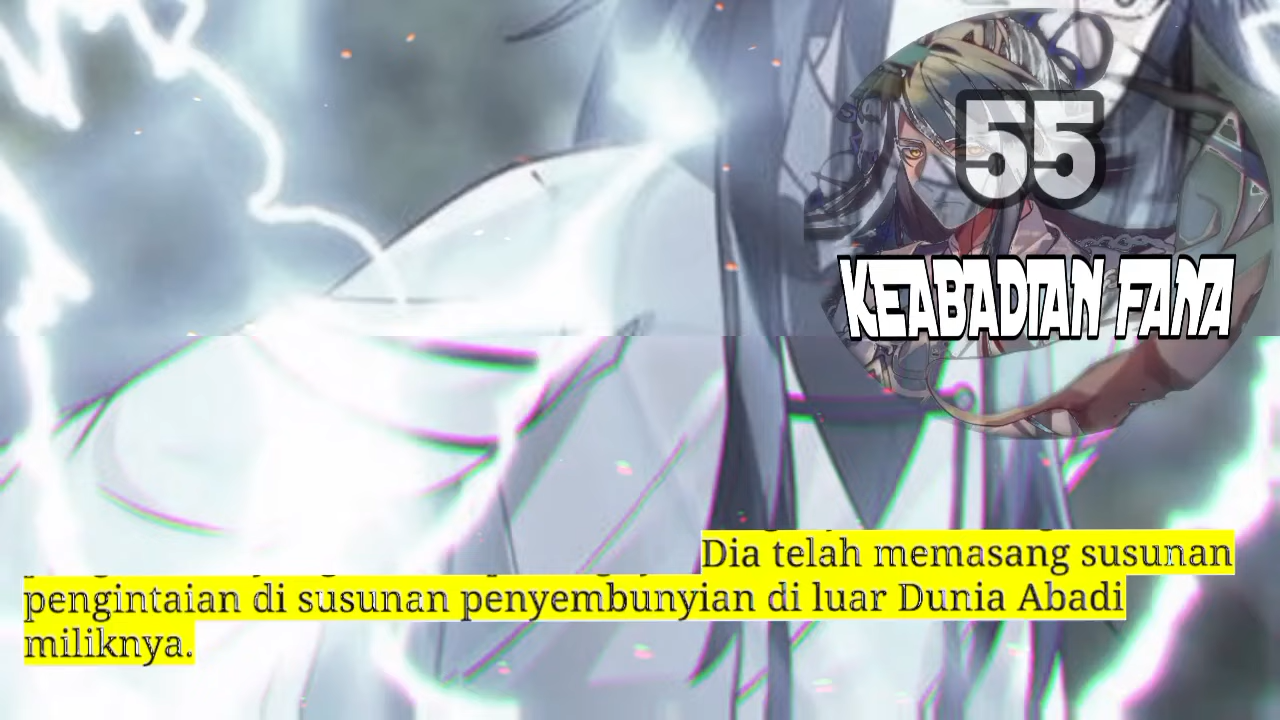 55
KEABADIAN FANA
Dia telah memasang susunan
pengintaian di susunan penyembunyian di luar Dunia Abadi
miliknya.